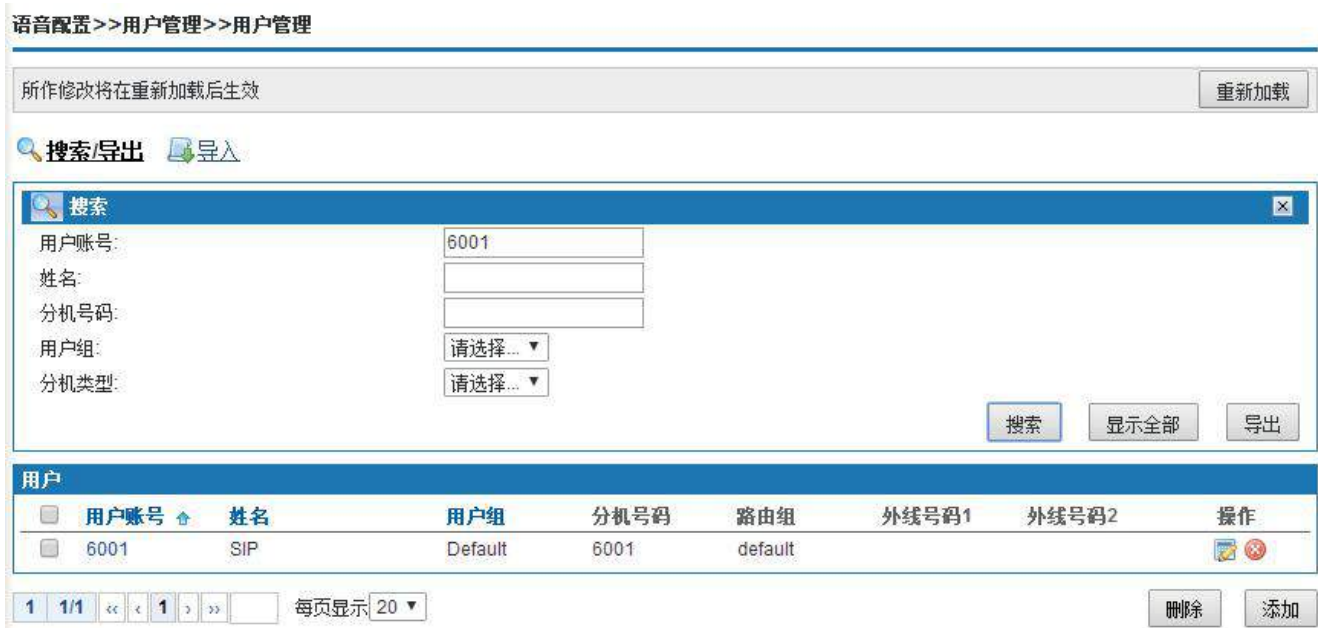 语音配置>>用户管理>>用户管理
所作修改将在重新加载后生效 重新加载
搜索/导出 导入
搜索
用户账号: 6001
姓名:
分机号码:
用户组: 请选择...
分机类型: 请选择...
搜索 显示全部 导出
用户
用户账号 姓名 用户组 分机号码 路由组 外线号码1 外线号码2 操作
6001 SIP Default 6001 default
1 1/1 ‹‹ ‹ 1 › ›› 每页显示 20 删除 添加